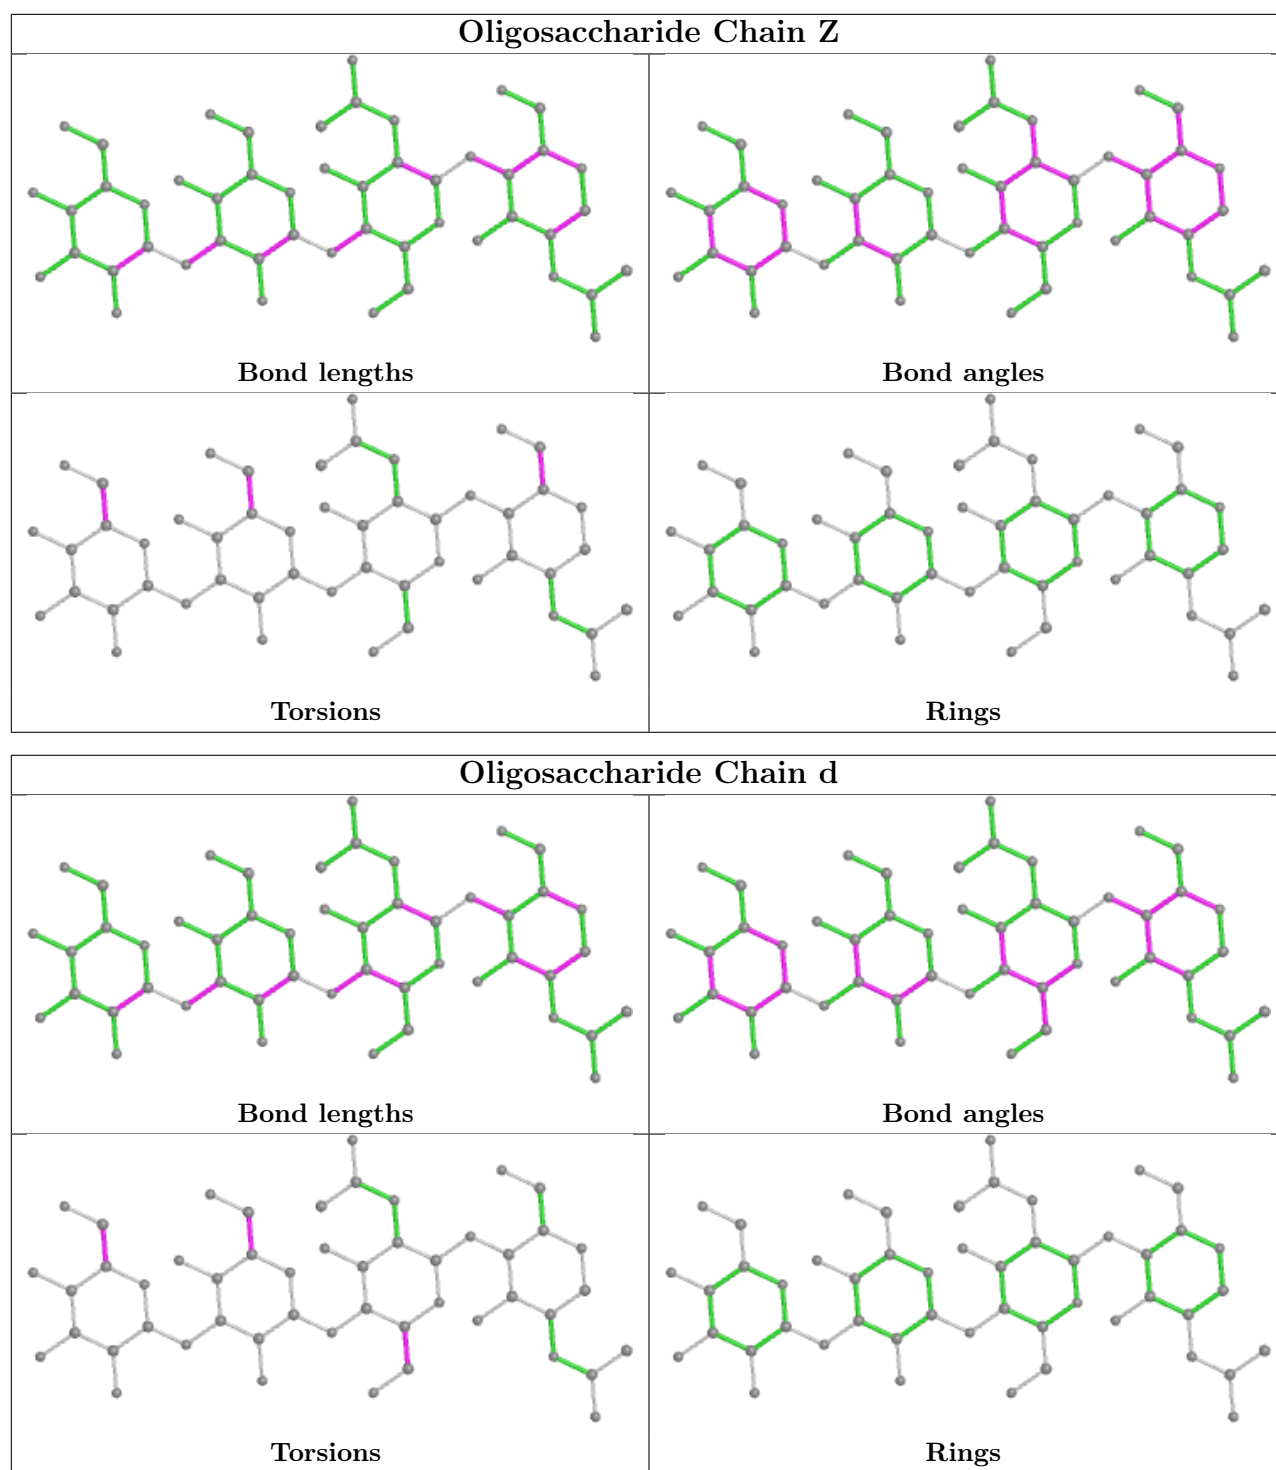 Oligosaccharide Chain Z
Bond lengths
Bond angles
Torsions
Rings
Oligosaccharide Chain d
Bond lengths
Bond angles
Torsions
Rings